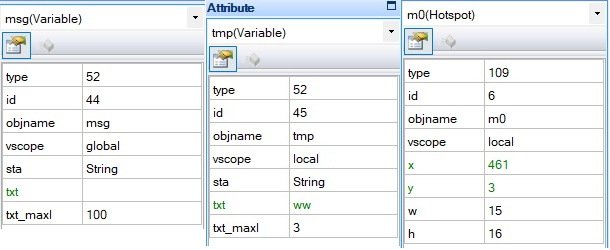 msg(Variable)
type 52
id 44
objname msg
vscope global
sta String
txt
txt_maxl 100
Attribute
tmp(Variable)
type 52
id 45
objname tmp
vscope local
sta String
txt ww
txt_maxl 3
m0(Hotspot)
type 109
id 6
objname m0
vscope local
x 461
y 3
w 15
h 16